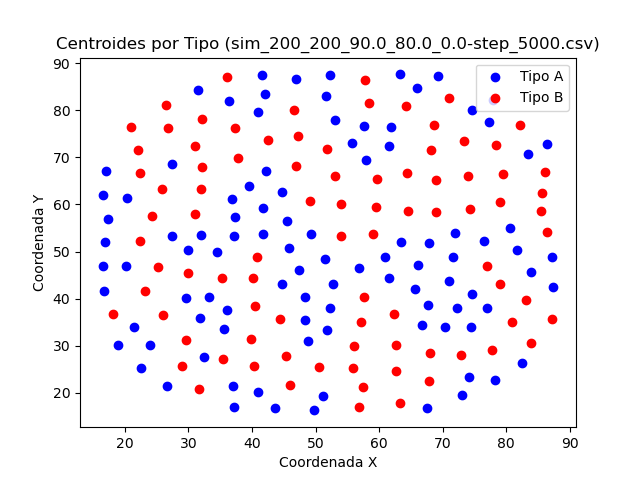 Centroides por Tipo (sim_200_200_90.0_80.0_0.0-step_5000.csv)
Tipo A
Tipo B
90
80
70
60
50
40
30
20
Coordenada Y
20 30 40 50 60 70 80 90
Coordenada X